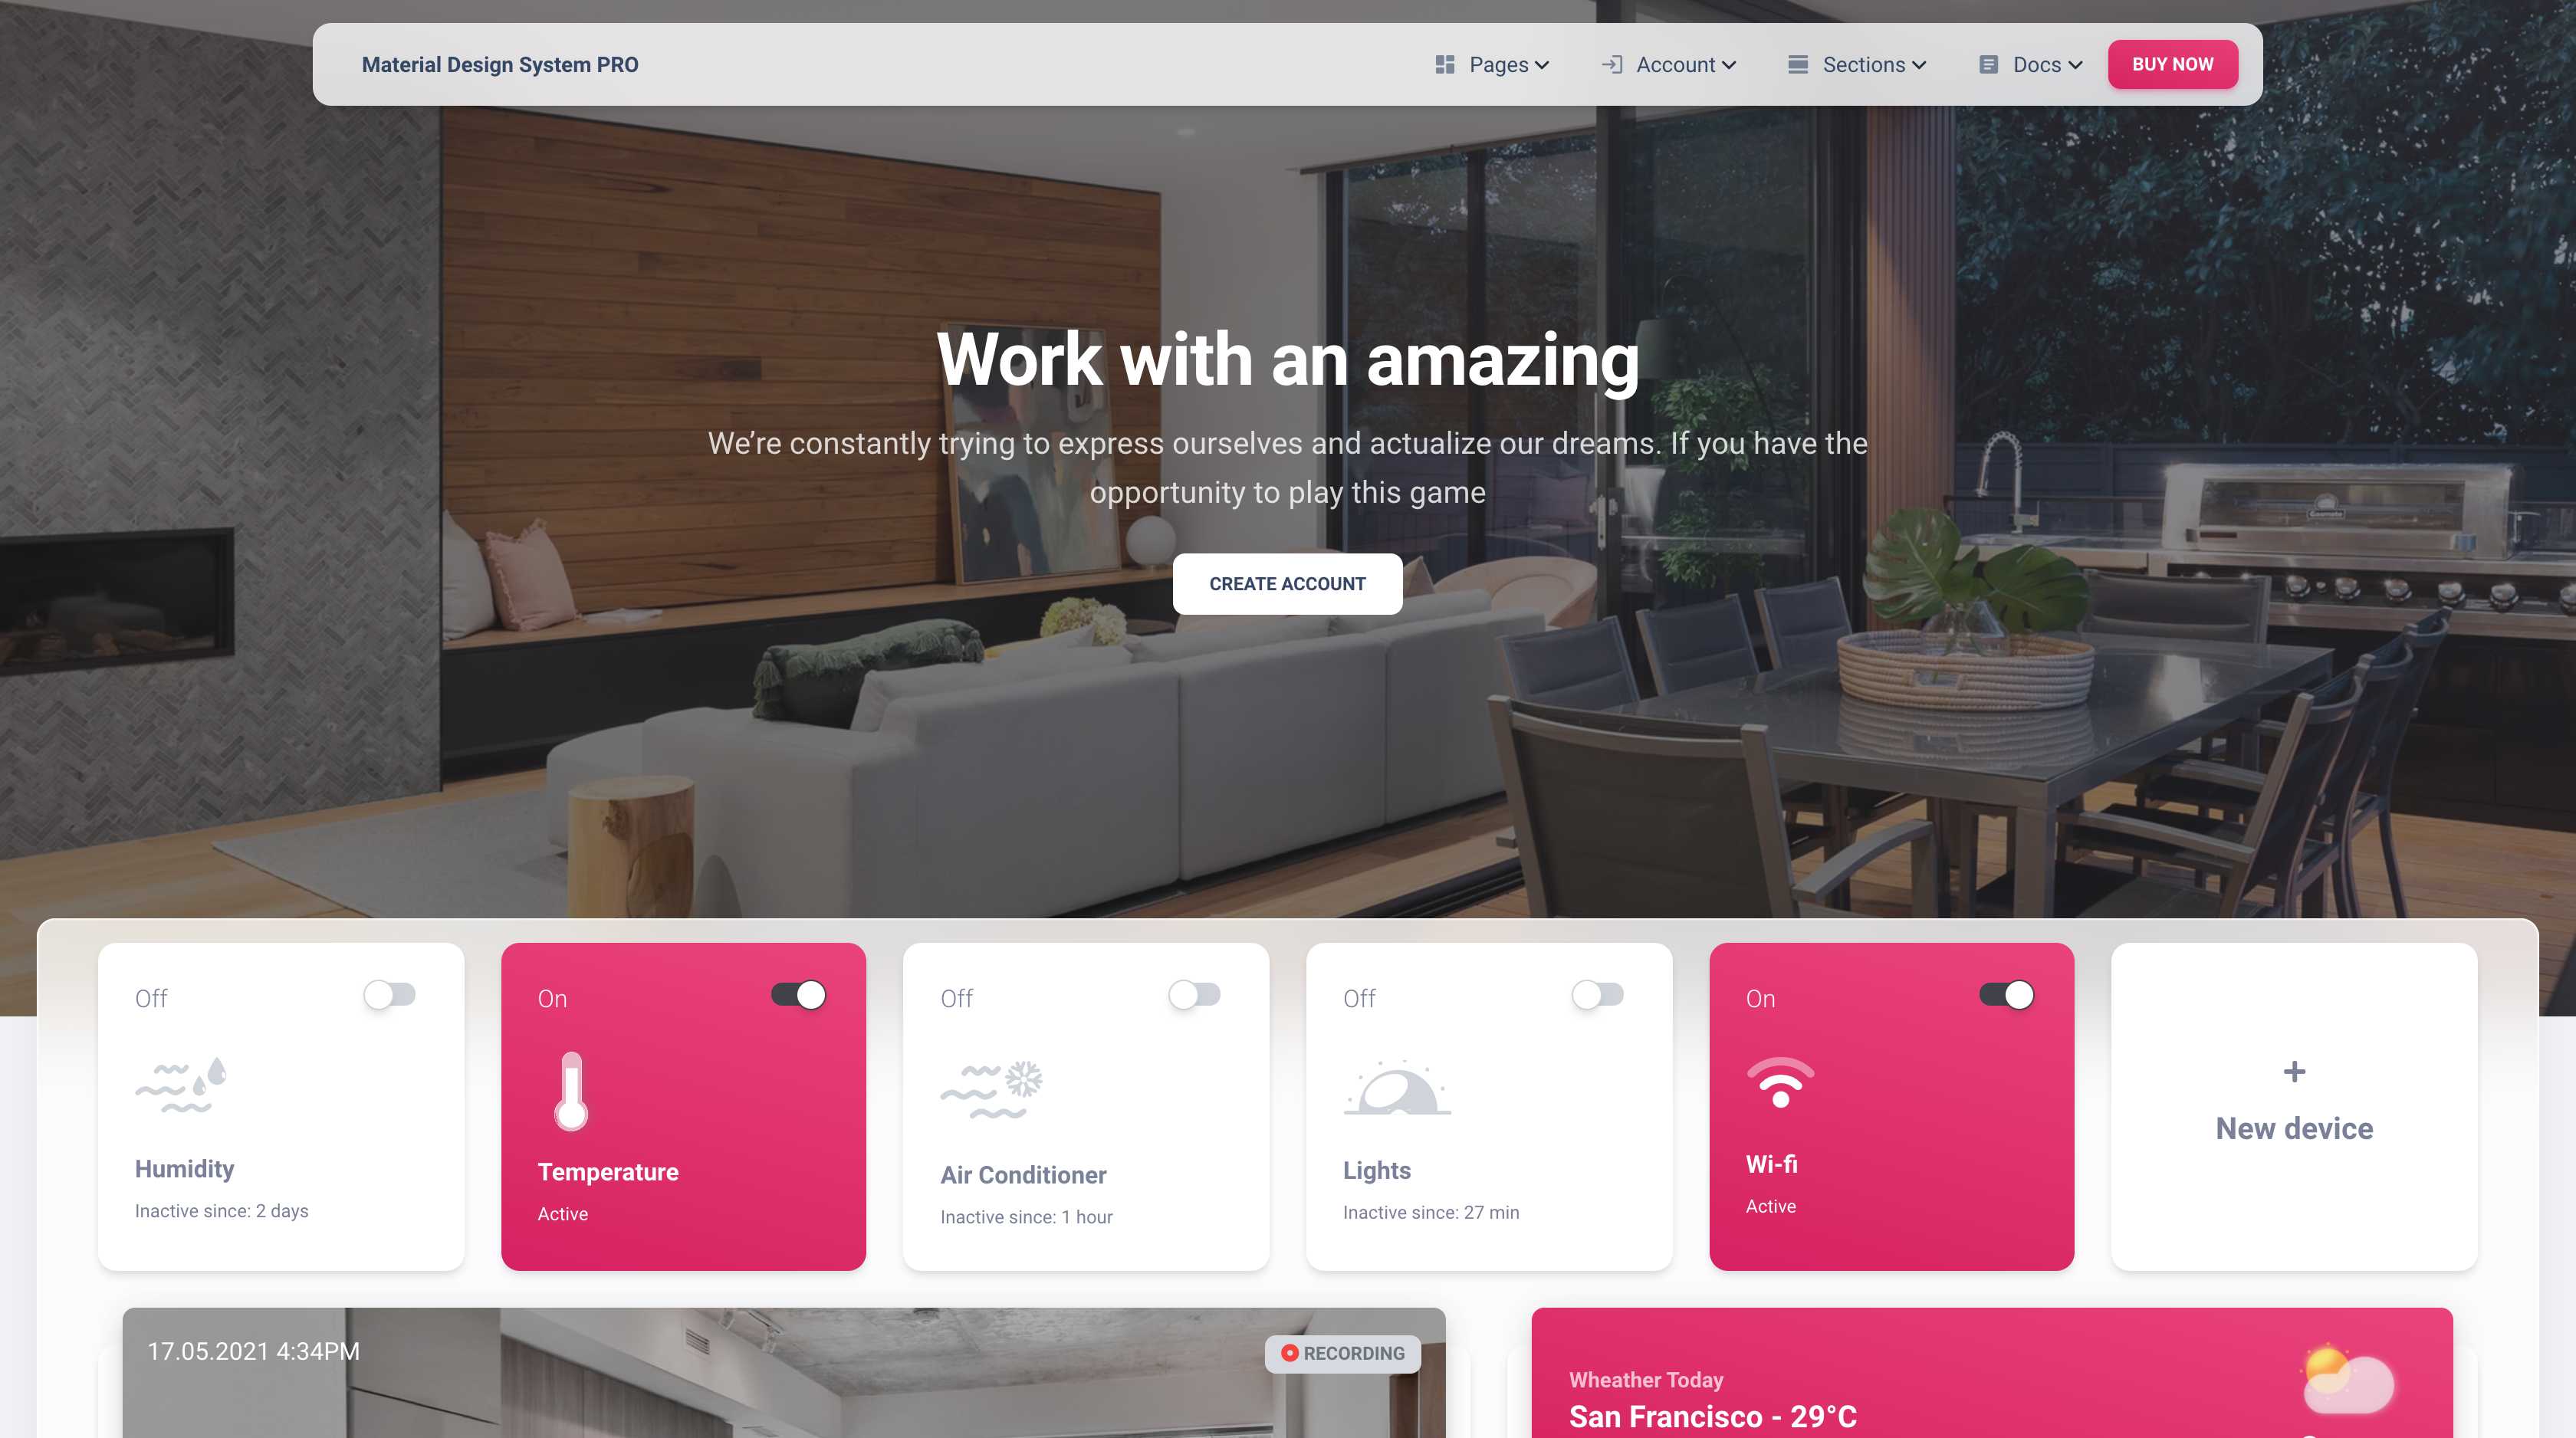 Material Design System PRO
Pages
Account
Sections
Docs
BUY NOW
Work with an amazing
We’re constantly trying to express ourselves and actualize our dreams. If you have the
opportunity to play this game
CREATE ACCOUNT
Off
Humidity
Inactive since: 2 days
On
Temperature
Active
Off
Air Conditioner
Inactive since: 1 hour
Off
Lights
Inactive since: 27 min
On
Wi-fi
Active
+
New device
17.05.2021 4:34PM
RECORDING
Wheather Today
San Francisco - 29°C